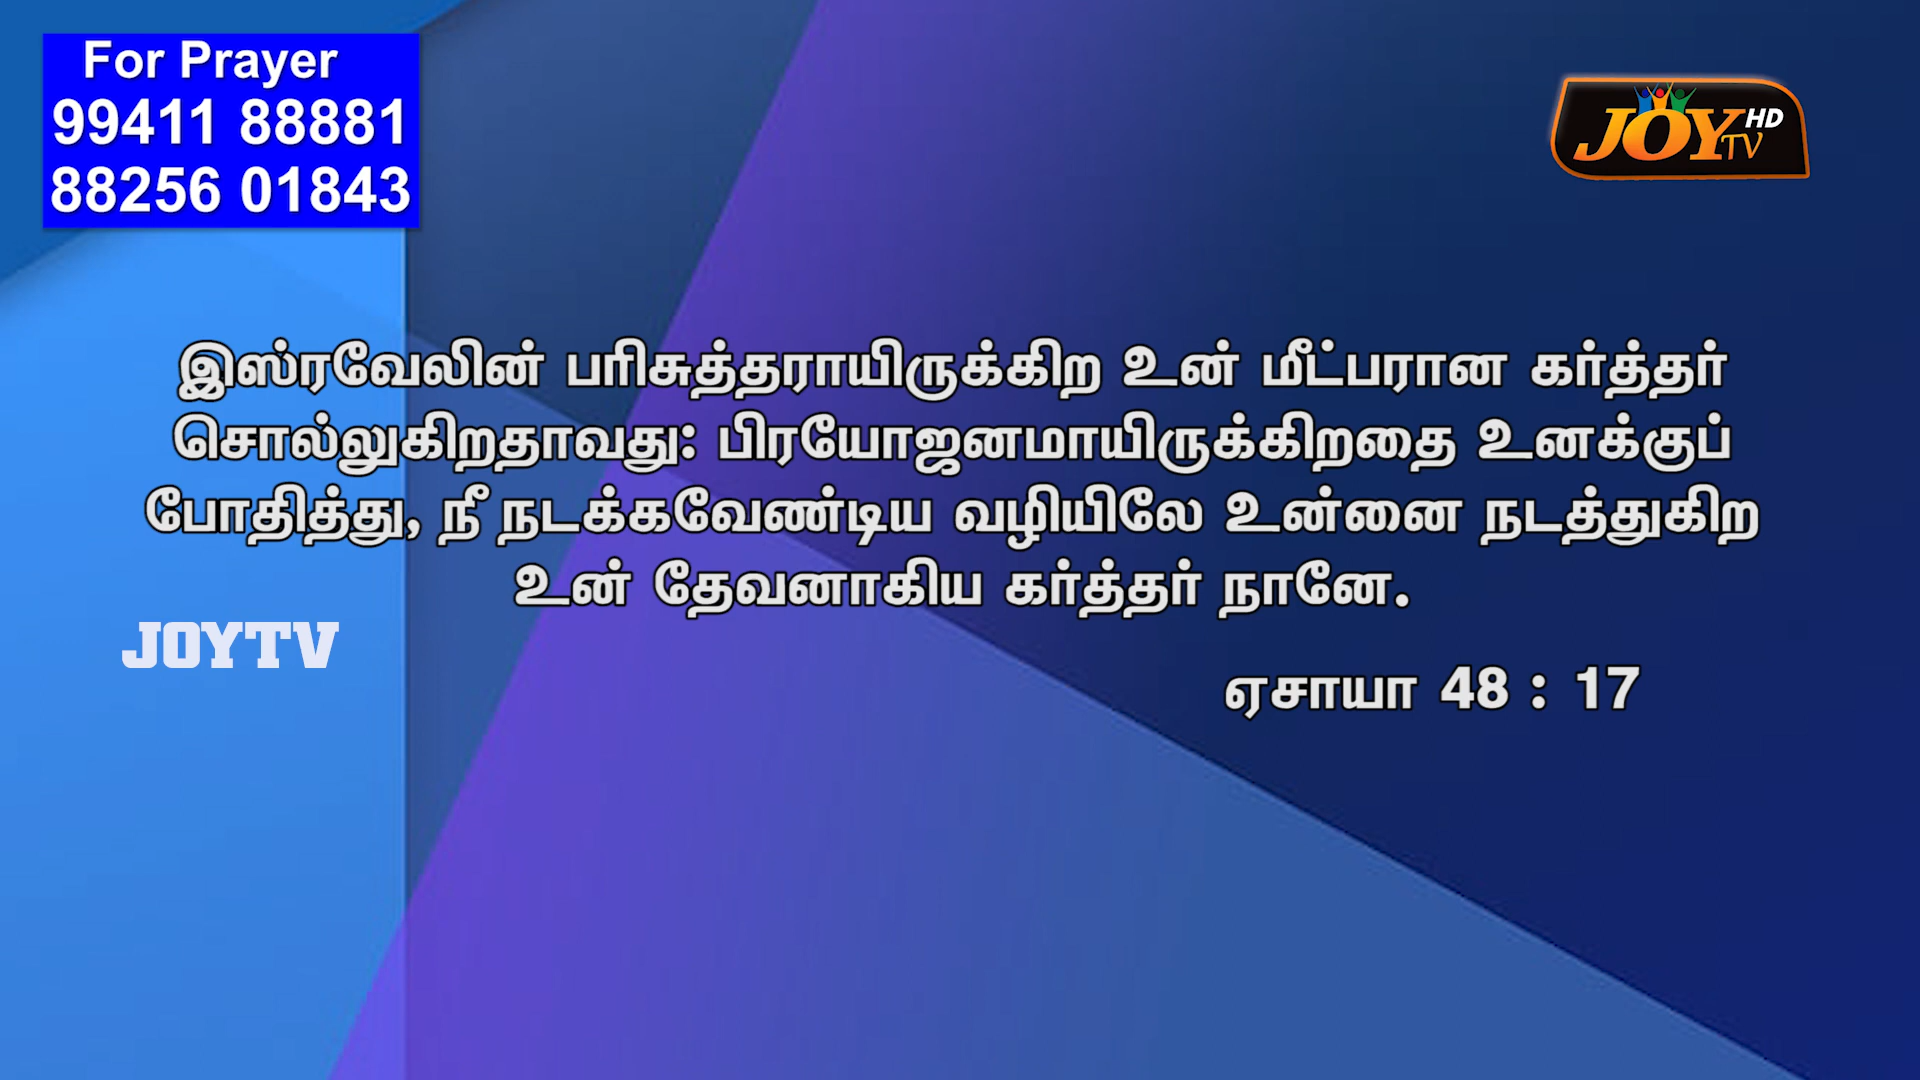 For Prayer
99411 88881
88256 01843
JOY TV HD
இஸ்ரவேலின் பரிசுத்தராயிருக்கிற உன் மீட்பரான கர்த்தர்
சொல்லுகிறதாவது: பிரயோஜனமாயிருக்கிறதை உனக்குப்
போதித்து, நீ நடக்கவேண்டிய வழியிலே உன்னை நடத்துகிற
உன் தேவனாகிய கர்த்தர் நானே.
JOYTV
ஏசாயா 48 : 17